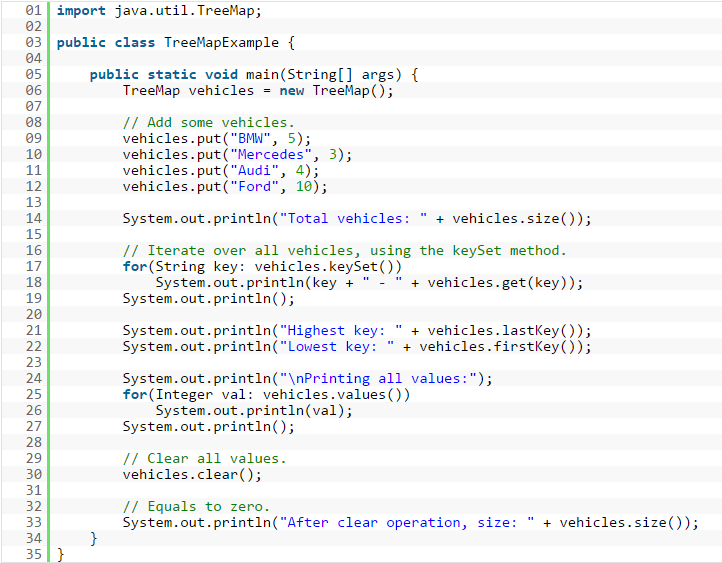 01 import java.util.TreeMap;
02
03 public class TreeMapExample {
04
05     public static void main(String[] args) {
06         TreeMap vehicles = new TreeMap();
07
08         // Add some vehicles.
09         vehicles.put("BMW", 5);
10         vehicles.put("Mercedes", 3);
11         vehicles.put("Audi", 4);
12         vehicles.put("Ford", 10);
13
14         System.out.println("Total vehicles: " + vehicles.size());
15
16         // Iterate over all vehicles, using the keySet method.
17         for(String key: vehicles.keySet())
18             System.out.println(key + " - " + vehicles.get(key));
19         System.out.println();
20
21         System.out.println("Highest key: " + vehicles.lastKey());
22         System.out.println("Lowest key: " + vehicles.firstKey());
23
24         System.out.println("\nPrinting all values:");
25         for(Integer val: vehicles.values())
26             System.out.println(val);
27         System.out.println();
28
29         // Clear all values.
30         vehicles.clear();
31
32         // Equals to zero.
33         System.out.println("After clear operation, size: " + vehicles.size());
34     }
35 }